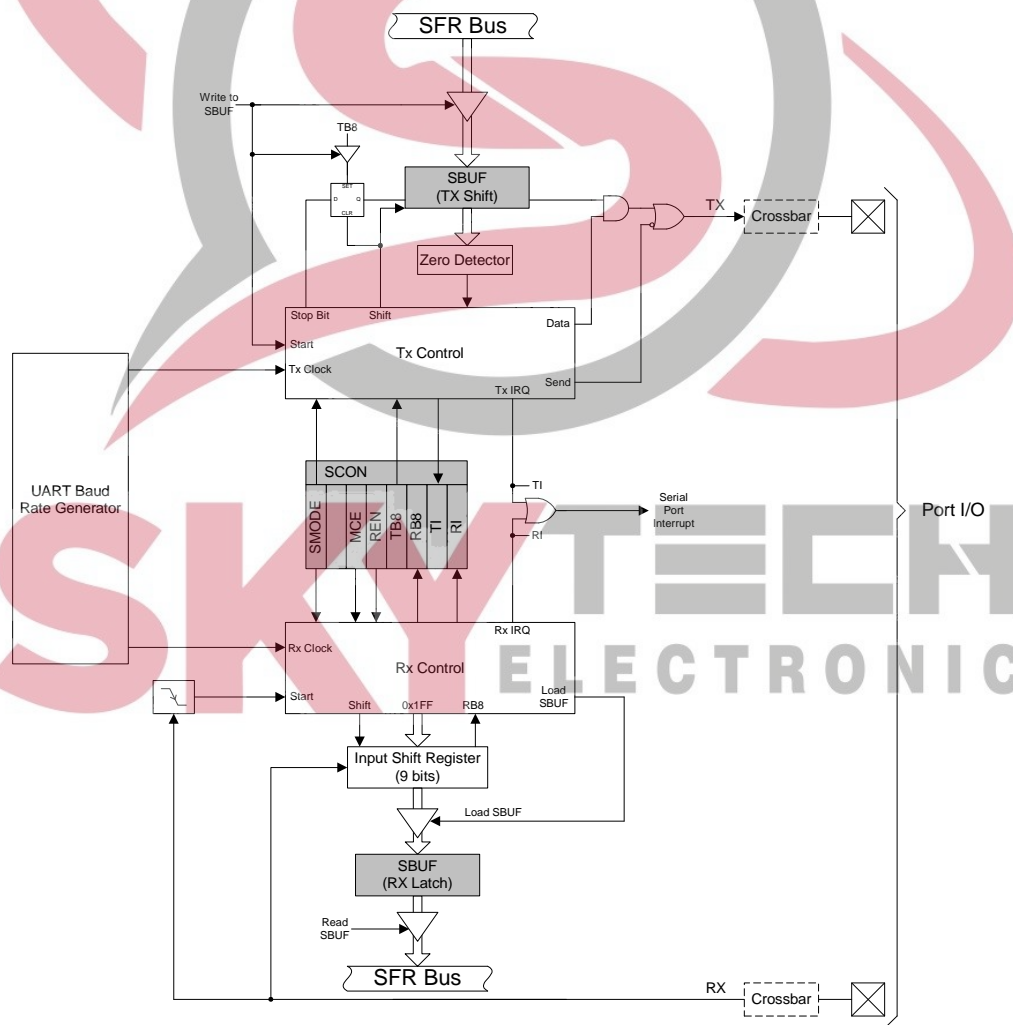 SFR Bus
Write to
SBUF
TB8
SET
D
Q
CLR
SBUF
(TX Shift)
TX
Crossbar
Zero Detector
Stop Bit
Shift
Data
Start
Tx Control
Tx Clock
Send
Tx IRQ
SCON
SMODE
MCE
REN
TB8
RB8
TI
RI
UART Baud
Rate Generator
TI
Serial
Port
Interrupt
RI
Port I/O
SKY
TECH
ELECTRONIC
Rx IRQ
Rx Clock
Rx Control
Start
Load
SBUF
Shift
0x1FF
RB8
Input Shift Register
(9 bits)
Load SBUF
SBUF
(RX Latch)
Read
SBUF
SFR Bus
RX
Crossbar